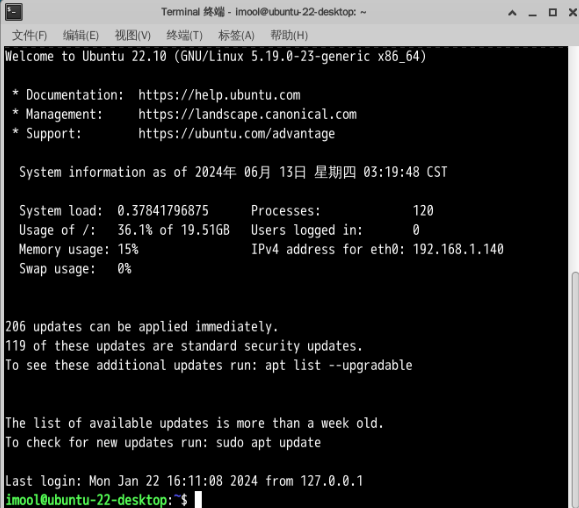 Terminal 终端 - imool@ubuntu-22-desktop: ~
文件(F) 编辑(E) 视图(V) 终端(T) 标签(A) 帮助(H)
Welcome to Ubuntu 22.10 (GNU/Linux 5.19.0-23-generic x86_64)
* Documentation: https://help.ubuntu.com
* Management: https://landscape.canonical.com
* Support: https://ubuntu.com/advantage
System information as of 2024年 06月 13日 星期四 03:19:48 CST
System load: 0.37841796875 Processes: 120
Usage of /: 36.1% of 19.51GB Users logged in: 0
Memory usage: 15% IPv4 address for eth0: 192.168.1.140
Swap usage: 0%
206 updates can be applied immediately.
119 of these updates are standard security updates.
To see these additional updates run: apt list --upgradable
The list of available updates is more than a week old.
To check for new updates run: sudo apt update
Last login: Mon Jan 22 16:11:08 2024 from 127.0.0.1
imool@ubuntu-22-desktop:~$